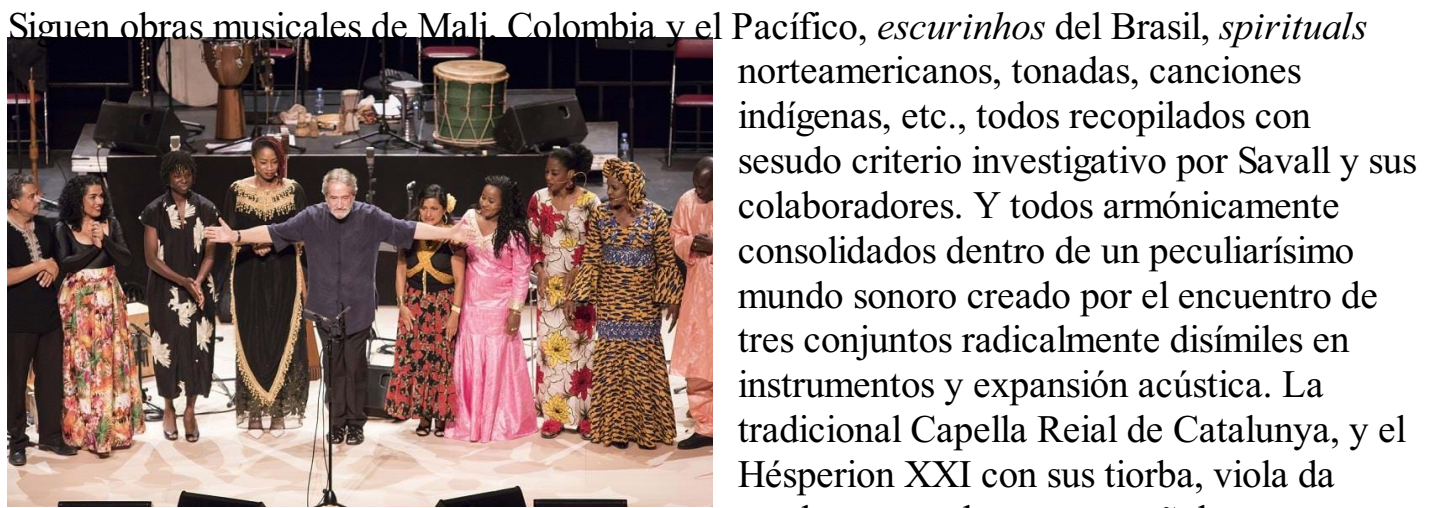 Siguen obras musicales de Mali, Colombia y el Pacífico, escurinhos del Brasil, spirituals
norteamericanos, tonadas, canciones
indígenas, etc., todos recopilados con
sesudo criterio investigativo por Savall y sus
colaboradores. Y todos armónicamente
consolidados dentro de un peculiarísimo
mundo sonoro creado por el encuentro de
tres conjuntos radicalmente disímiles en
instrumentos y expansión acústica. La
tradicional Capella Reial de Catalunya, y el
Hésperion XXI con sus tiorba, viola da